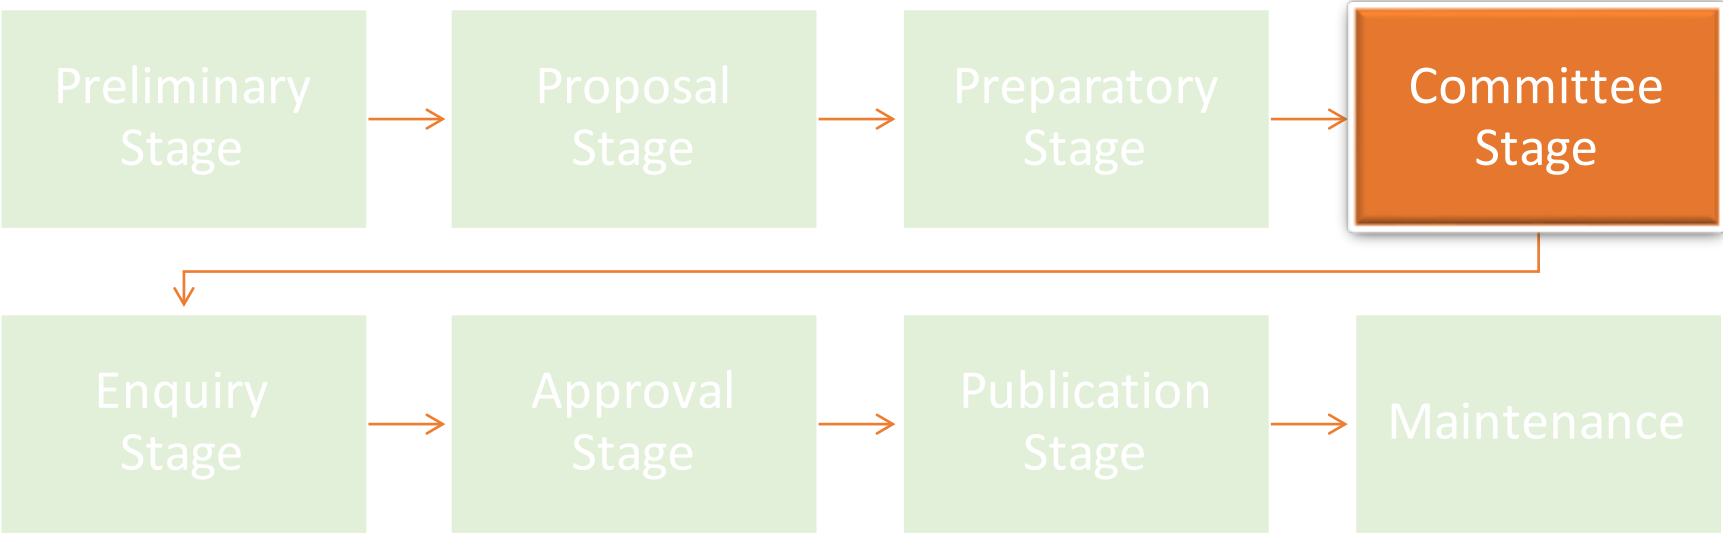 Preliminary
Stage
Proposal
Stage
Preparatory
Stage
Committee
Stage
Enquiry
Stage
Approval
Stage
Publication
Stage
Maintenance